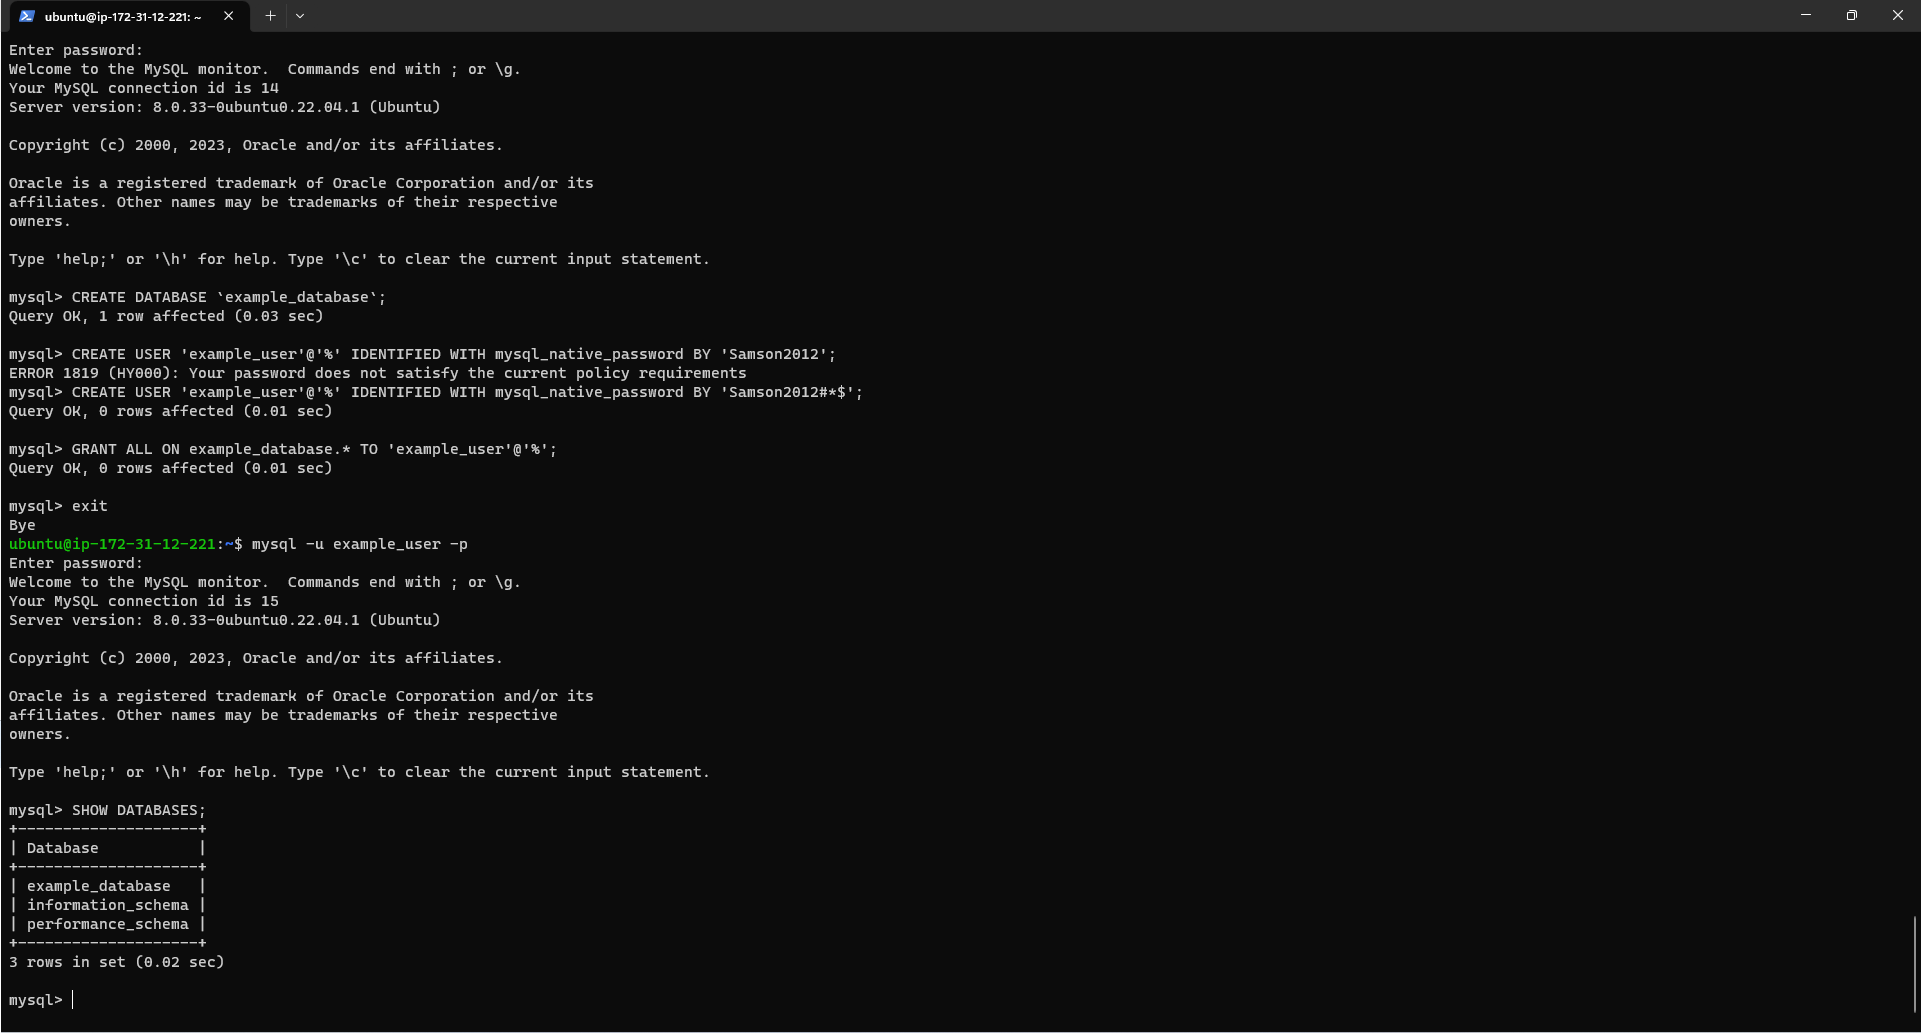 ubuntu@ip-172-31-12-221: ~
Enter password:
Welcome to the MySQL monitor.  Commands end with ; or \g.
Your MySQL connection id is 14
Server version: 8.0.33-0ubuntu0.22.04.1 (Ubuntu)
Copyright (c) 2000, 2023, Oracle and/or its affiliates.
Oracle is a registered trademark of Oracle Corporation and/or its
affiliates. Other names may be trademarks of their respective
owners.
Type 'help;' or '\h' for help. Type '\c' to clear the current input statement.
mysql> CREATE DATABASE `example_database`;
Query OK, 1 row affected (0.03 sec)
mysql> CREATE USER 'example_user'@'%' IDENTIFIED WITH mysql_native_password BY 'Samson2012';
ERROR 1819 (HY000): Your password does not satisfy the current policy requirements
mysql> CREATE USER 'example_user'@'%' IDENTIFIED WITH mysql_native_password BY 'Samson2012#*$';
Query OK, 0 rows affected (0.01 sec)
mysql> GRANT ALL ON example_database.* TO 'example_user'@'%';
Query OK, 0 rows affected (0.01 sec)
mysql> exit
Bye
ubuntu@ip-172-31-12-221:~$ mysql -u example_user -p
Enter password:
Welcome to the MySQL monitor.  Commands end with ; or \g.
Your MySQL connection id is 15
Server version: 8.0.33-0ubuntu0.22.04.1 (Ubuntu)
Copyright (c) 2000, 2023, Oracle and/or its affiliates.
Oracle is a registered trademark of Oracle Corporation and/or its
affiliates. Other names may be trademarks of their respective
owners.
Type 'help;' or '\h' for help. Type '\c' to clear the current input statement.
mysql> SHOW DATABASES;
+--------------------+
| Database           |
+--------------------+
| example_database   |
| information_schema |
| performance_schema |
+--------------------+
3 rows in set (0.02 sec)
mysql>